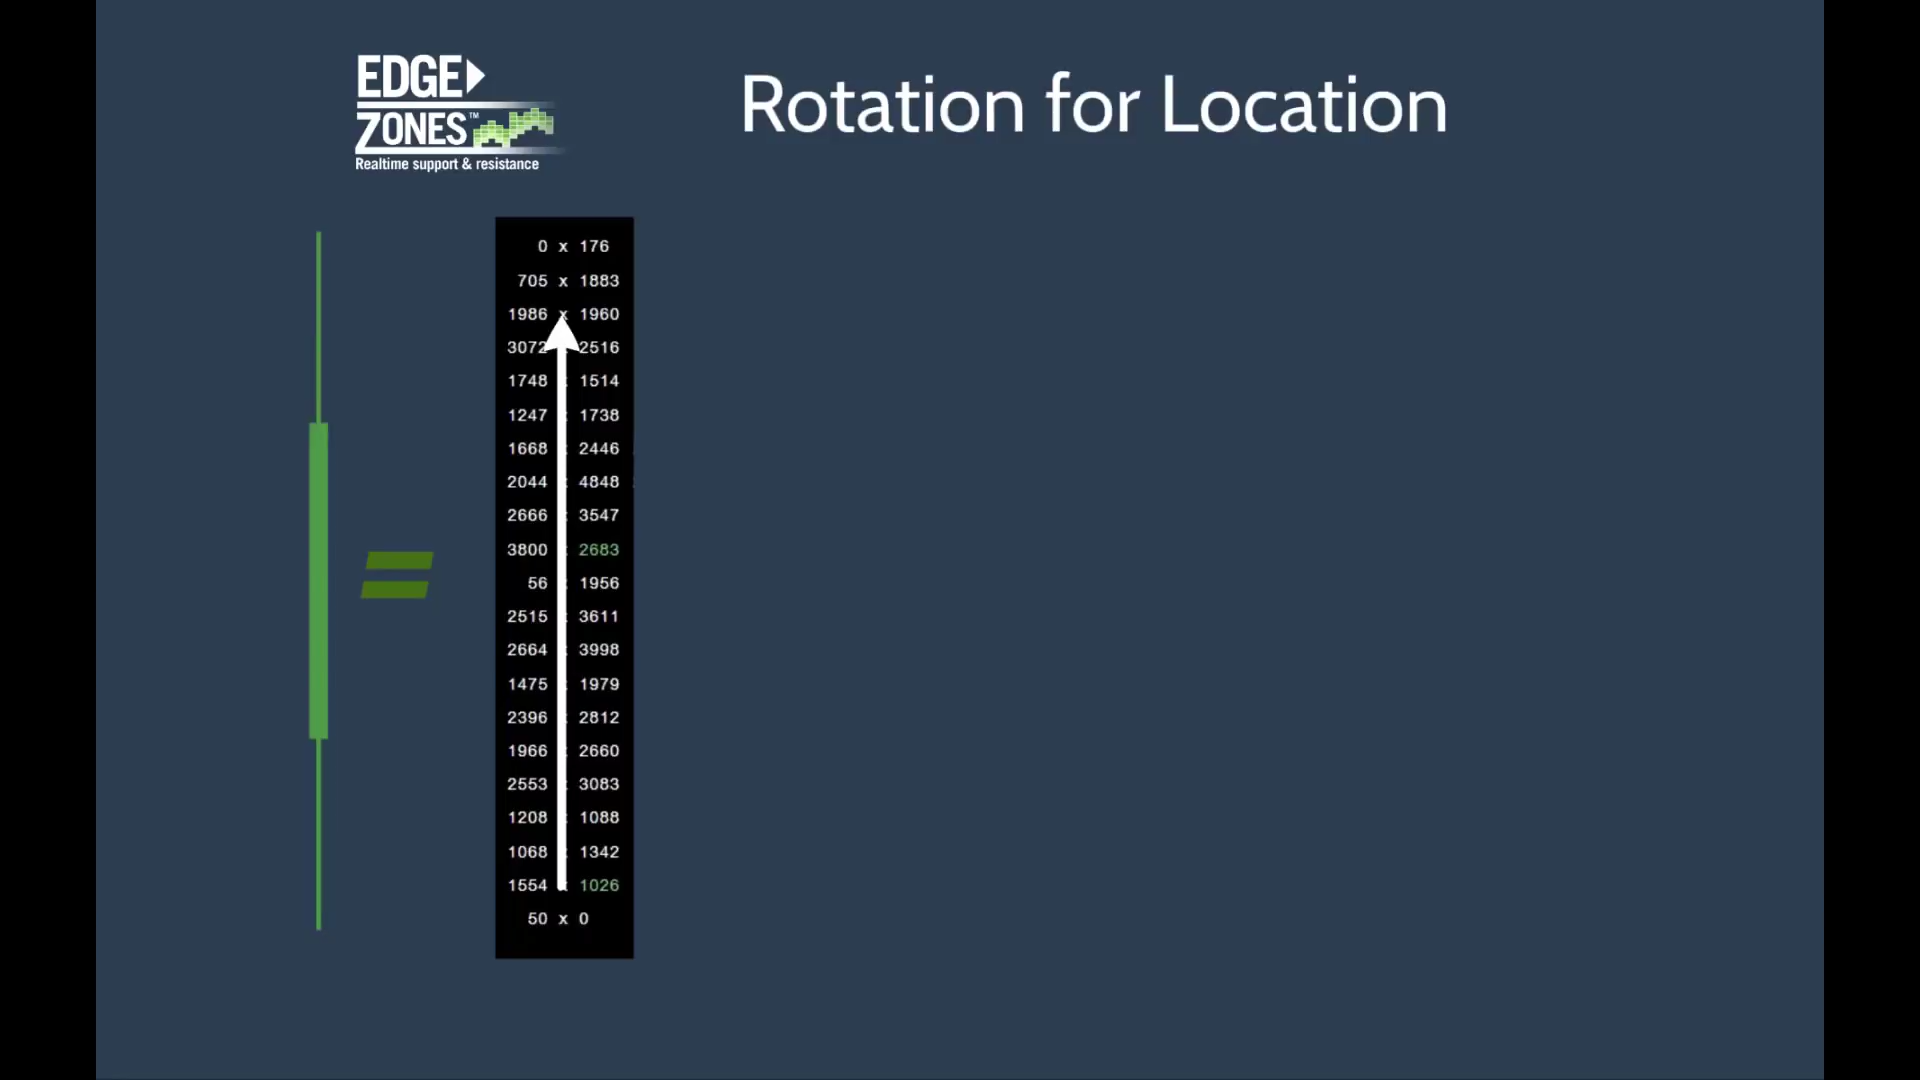 EDGE
ZONES™
Realtime support & resistance
Rotation for Location
0 x 176
705 x 1883
1986 x 1960
3072 2516
1748 1514
1247 1738
1668 2446
2044 4848
2666 3547
3800 2683
56 1956
2515 3611
2664 3998
1475 1979
2396 2812
1966 2660
2553 3083
1208 1088
1068 1342
1554 1026
50 x 0